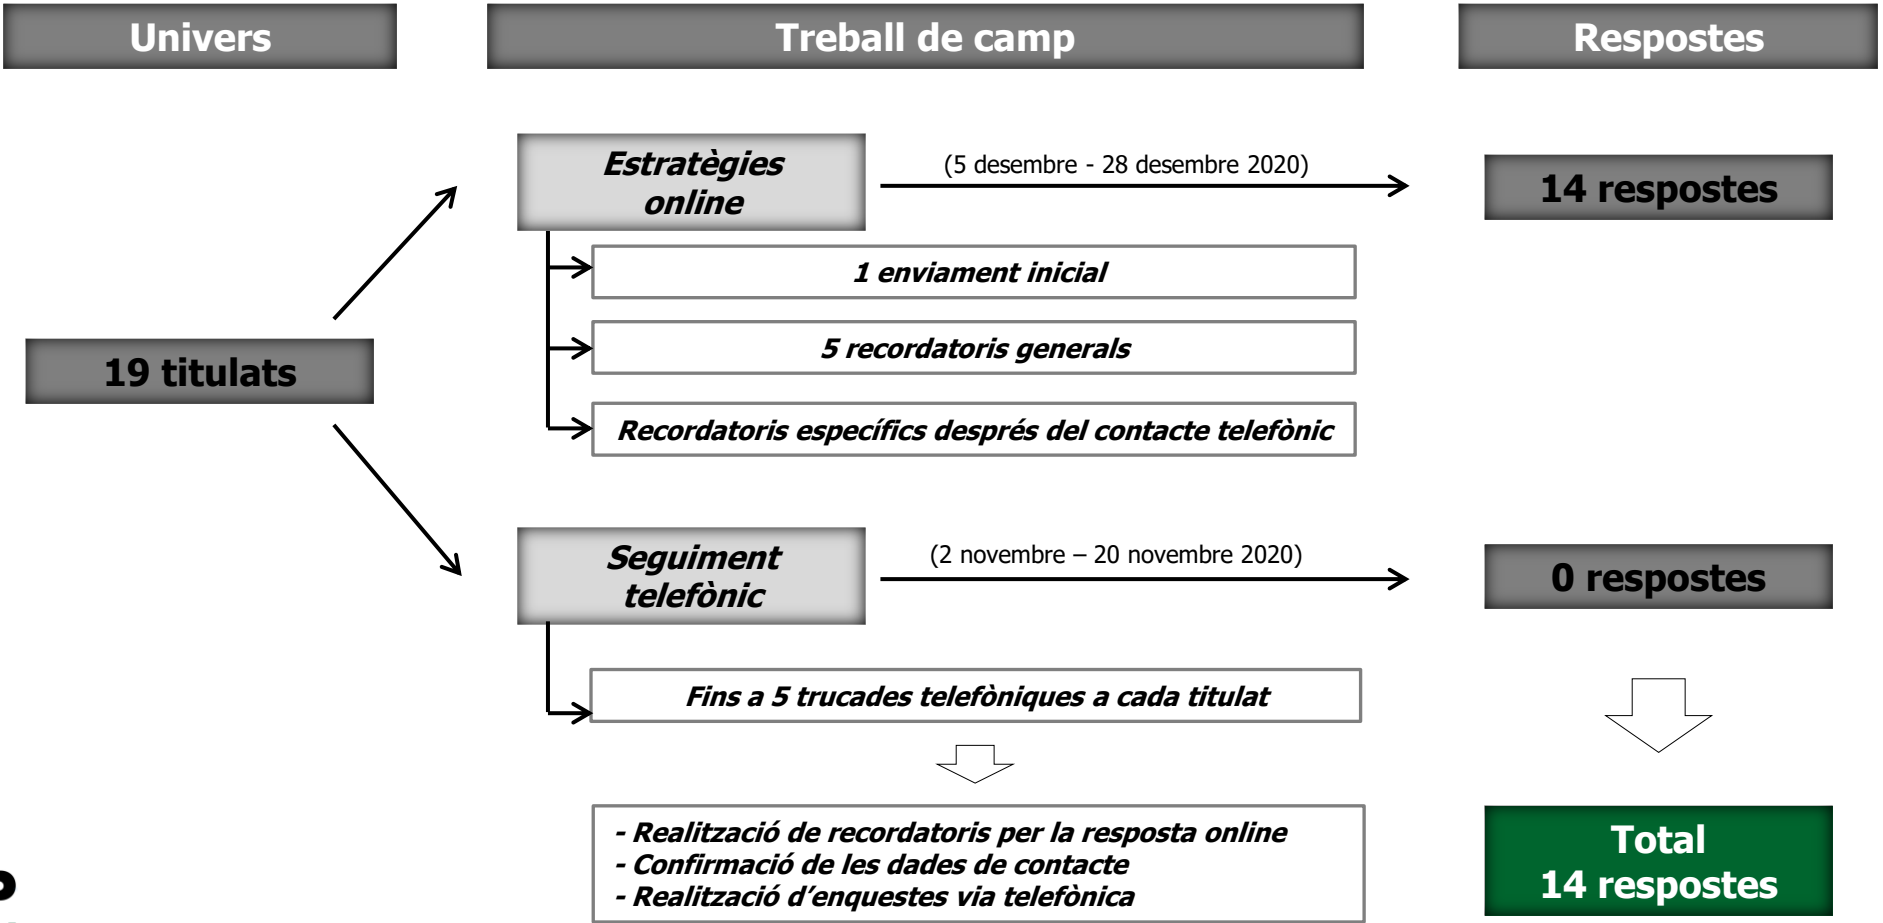 Univers
Treball de camp
Respostes
Estratègies
online
(5 desembre - 28 desembre 2020)
14 respostes
1 enviament inicial
5 recordatoris generals
19 titulats
Recordatoris específics després del contacte telefònic
Seguiment
telefònic
(2 novembre – 20 novembre 2020)
0 respostes
Fins a 5 trucades telefòniques a cada titulat
- Realització de recordatoris per la resposta online
- Confirmació de les dades de contacte
- Realització d'enquestes via telefònica
Total
14 respostes